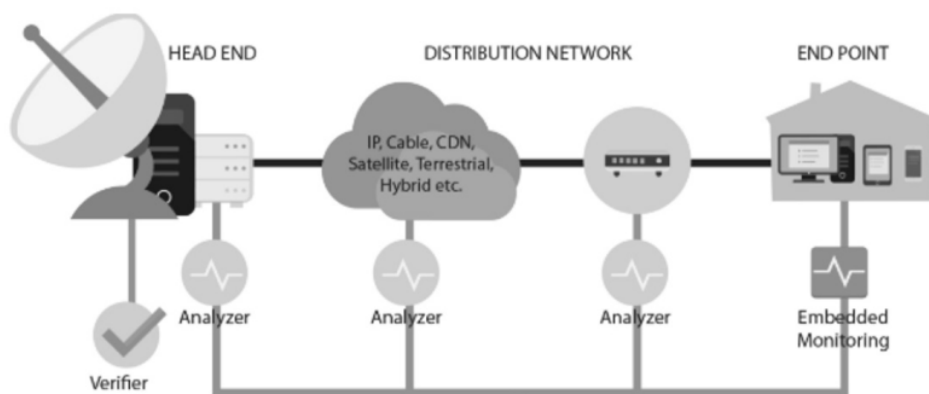 HEAD END
DISTRIBUTION NETWORK
END POINT
IP, Cable, CDN,
Satellite, Terrestrial,
Hybrid etc.
Analyzer
Analyzer
Analyzer
Embedded
Monitoring
Verifier